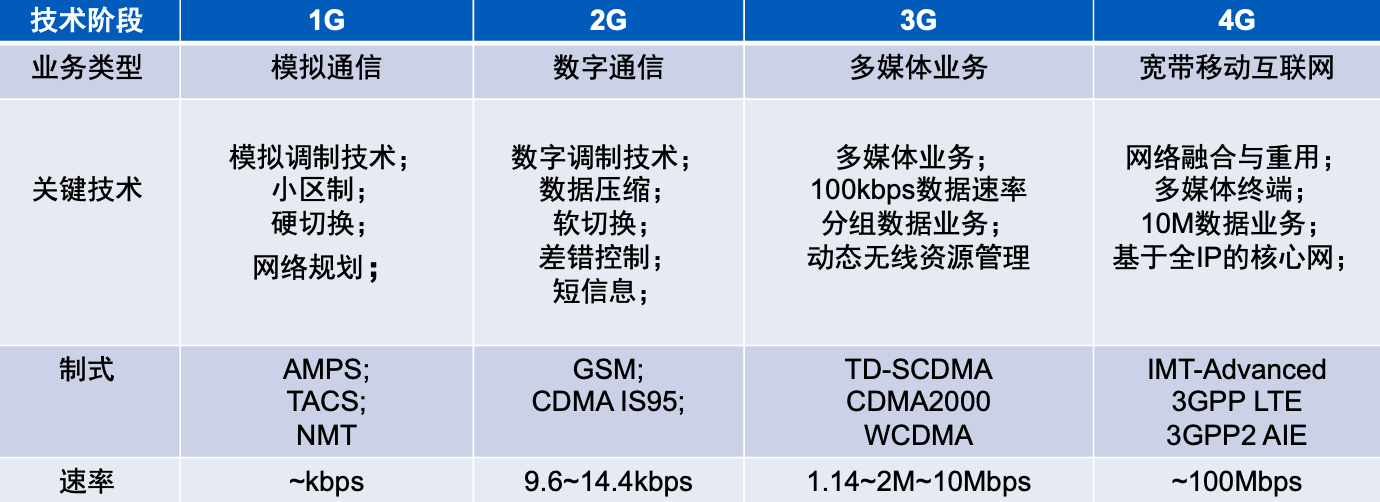 技术阶段 1G 2G 3G 4G
业务类型 模拟通信 数字通信 多媒体业务 宽带移动互联网
关键技术
模拟调制技术；
小区制；
硬切换；
网络规划；
数字调制技术；
数据压缩；
软切换；
差错控制；
短信息；
多媒体业务；
100kbps数据速率
分组数据业务；
动态无线资源管理
网络融合与重用；
多媒体终端；
10M数据业务；
基于全IP的核心网；
制式
AMPS;
TACS;
NMT
GSM;
CDMA IS95;
TD-SCDMA
CDMA2000
WCDMA
IMT-Advanced
3GPP LTE
3GPP2 AIE
速率 ~kbps 9.6~14.4kbps 1.14~2M~10Mbps ~100Mbps